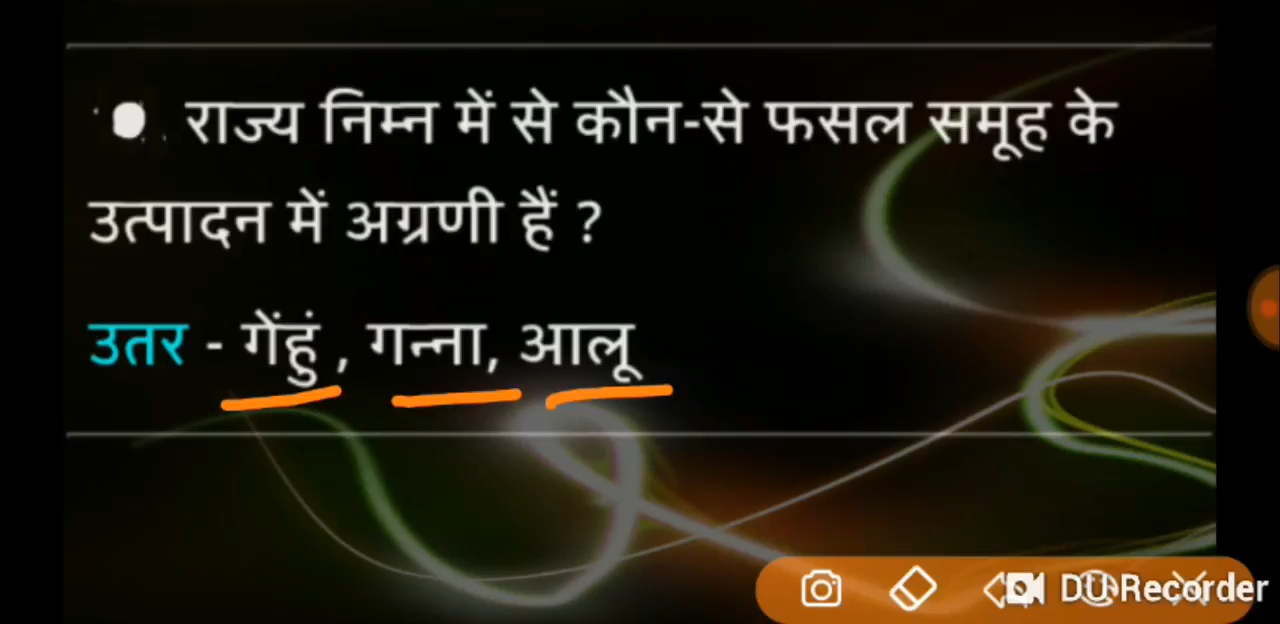 राज्य निम्न में से कौन-से फसल समूह के
उत्पादन में अग्रणी हैं ?
उतर - गेंहुं , गन्ना, आलू
DU Recorder